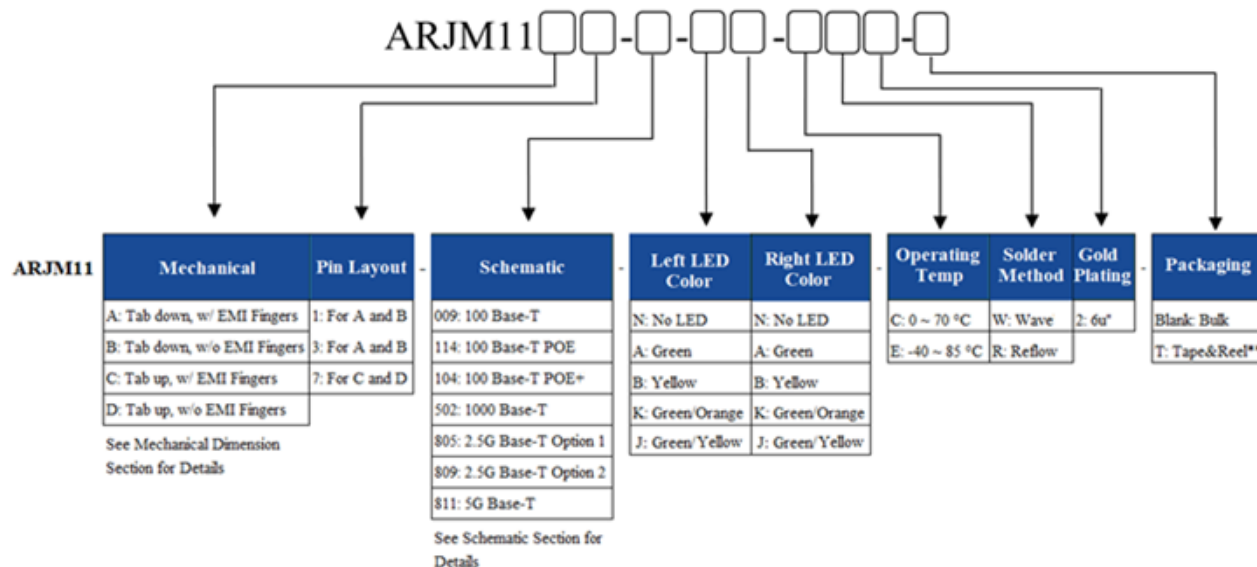 ARJM11 - - - -
ARJM11 Mechanical Pin Layout - Schematic - Left LED Color Right LED Color - Operating Temp Solder Method Gold Plating - Packaging
A: Tab down, w/ EMI Fingers 1: For A and B 009: 100 Base-T N: No LED N: No LED C: 0 ~ 70 °C W: Wave 2: 6u" Blank: Bulk
B: Tab down, w/o EMI Fingers 3: For A and B 114: 100 Base-T POE A: Green A: Green E: -40 ~ 85 °C R: Reflow T: Tape&Reel**
C: Tab up, w/ EMI Fingers 7: For C and D 104: 100 Base-T POE+ B: Yellow B: Yellow
D: Tab up, w/o EMI Fingers 502: 1000 Base-T K: Green/Orange K: Green/Orange
See Mechanical Dimension 805: 2.5G Base-T Option 1 J: Green/Yellow J: Green/Yellow
Section for Details 809: 2.5G Base-T Option 2
811: 5G Base-T
See Schematic Section for
Details